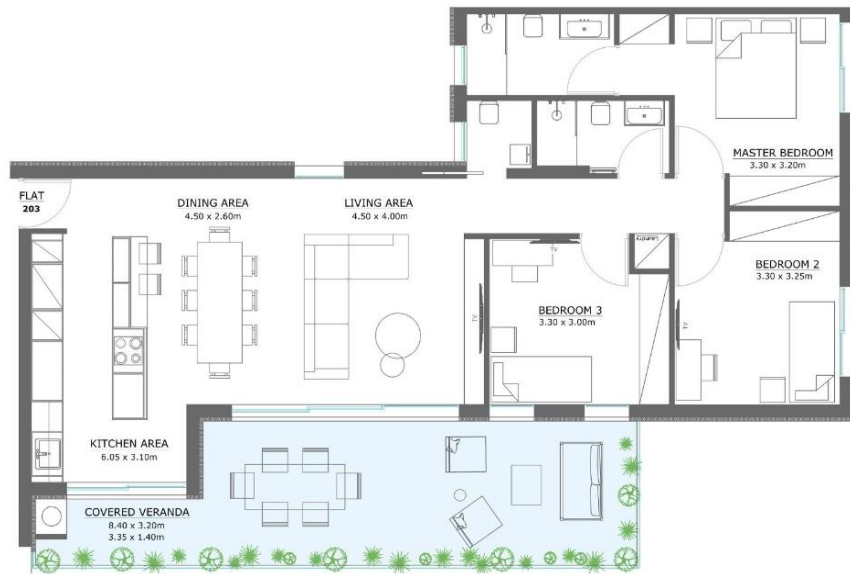 FLAT
203
DINING AREA
4.50 x 2.60m
LIVING AREA
4.50 x 4.00m
MASTER BEDROOM
3.30 x 3.20m
Laundry
TV
BEDROOM 2
3.30 x 3.25m
BEDROOM 3
3.30 x 3.00m
TV
TV
KITCHEN AREA
6.05 x 3.10m
COVERED VERANDA
8.40 x 3.20m
3.35 x 1.40m